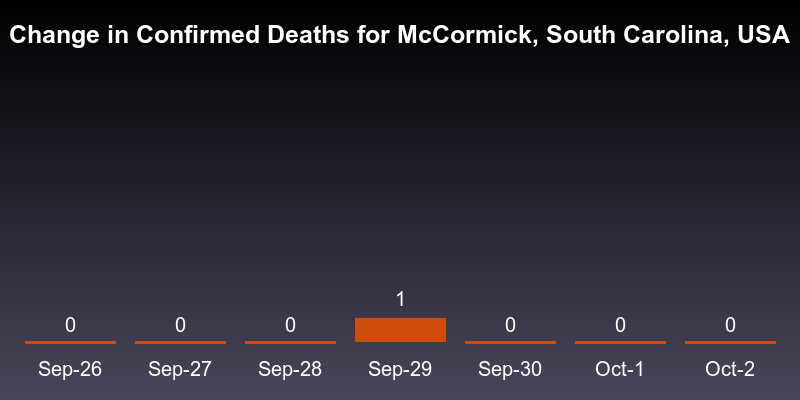 Change in Confirmed Deaths for McCormick, South Carolina, USA
0 0 0 1 0 0 0
Sep-26 Sep-27 Sep-28 Sep-29 Sep-30 Oct-1 Oct-2